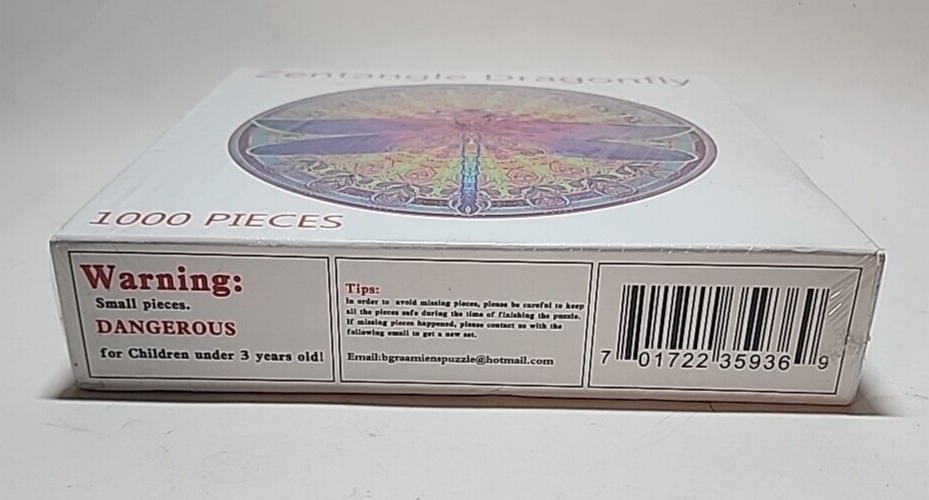 Zentangle Dragonfly
1000 PIECES
Warning:
Small pieces.
DANGEROUS
for Children under 3 years old!
Tips:
In order to avoid missing pieces, please be careful to keep
all the pieces safe during the time of finishing the puzzle.
If missing pieces happened, please contact us with the
following email to get a new set.
Email:bgraamienspuzzle@hotmail.com
7 01722 35936 9